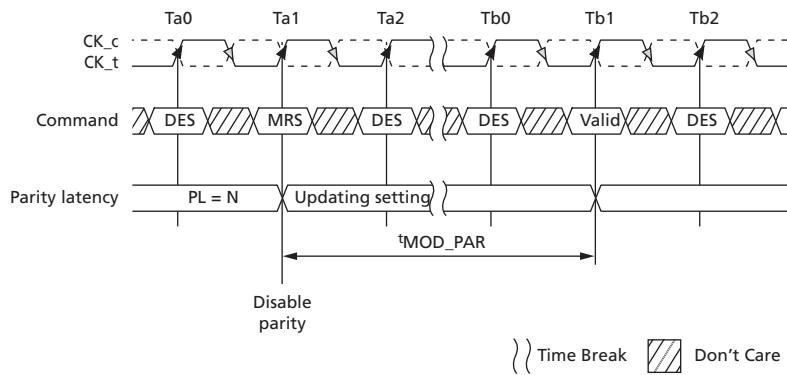 Ta0 Ta1 Ta2 Tb0 Tb1 Tb2
CK_c
CK_t
Command DES MRS DES DES Valid DES
Parity latency PL = N Updating setting
tMOD_PAR
Disable
parity
Time Break Don't Care